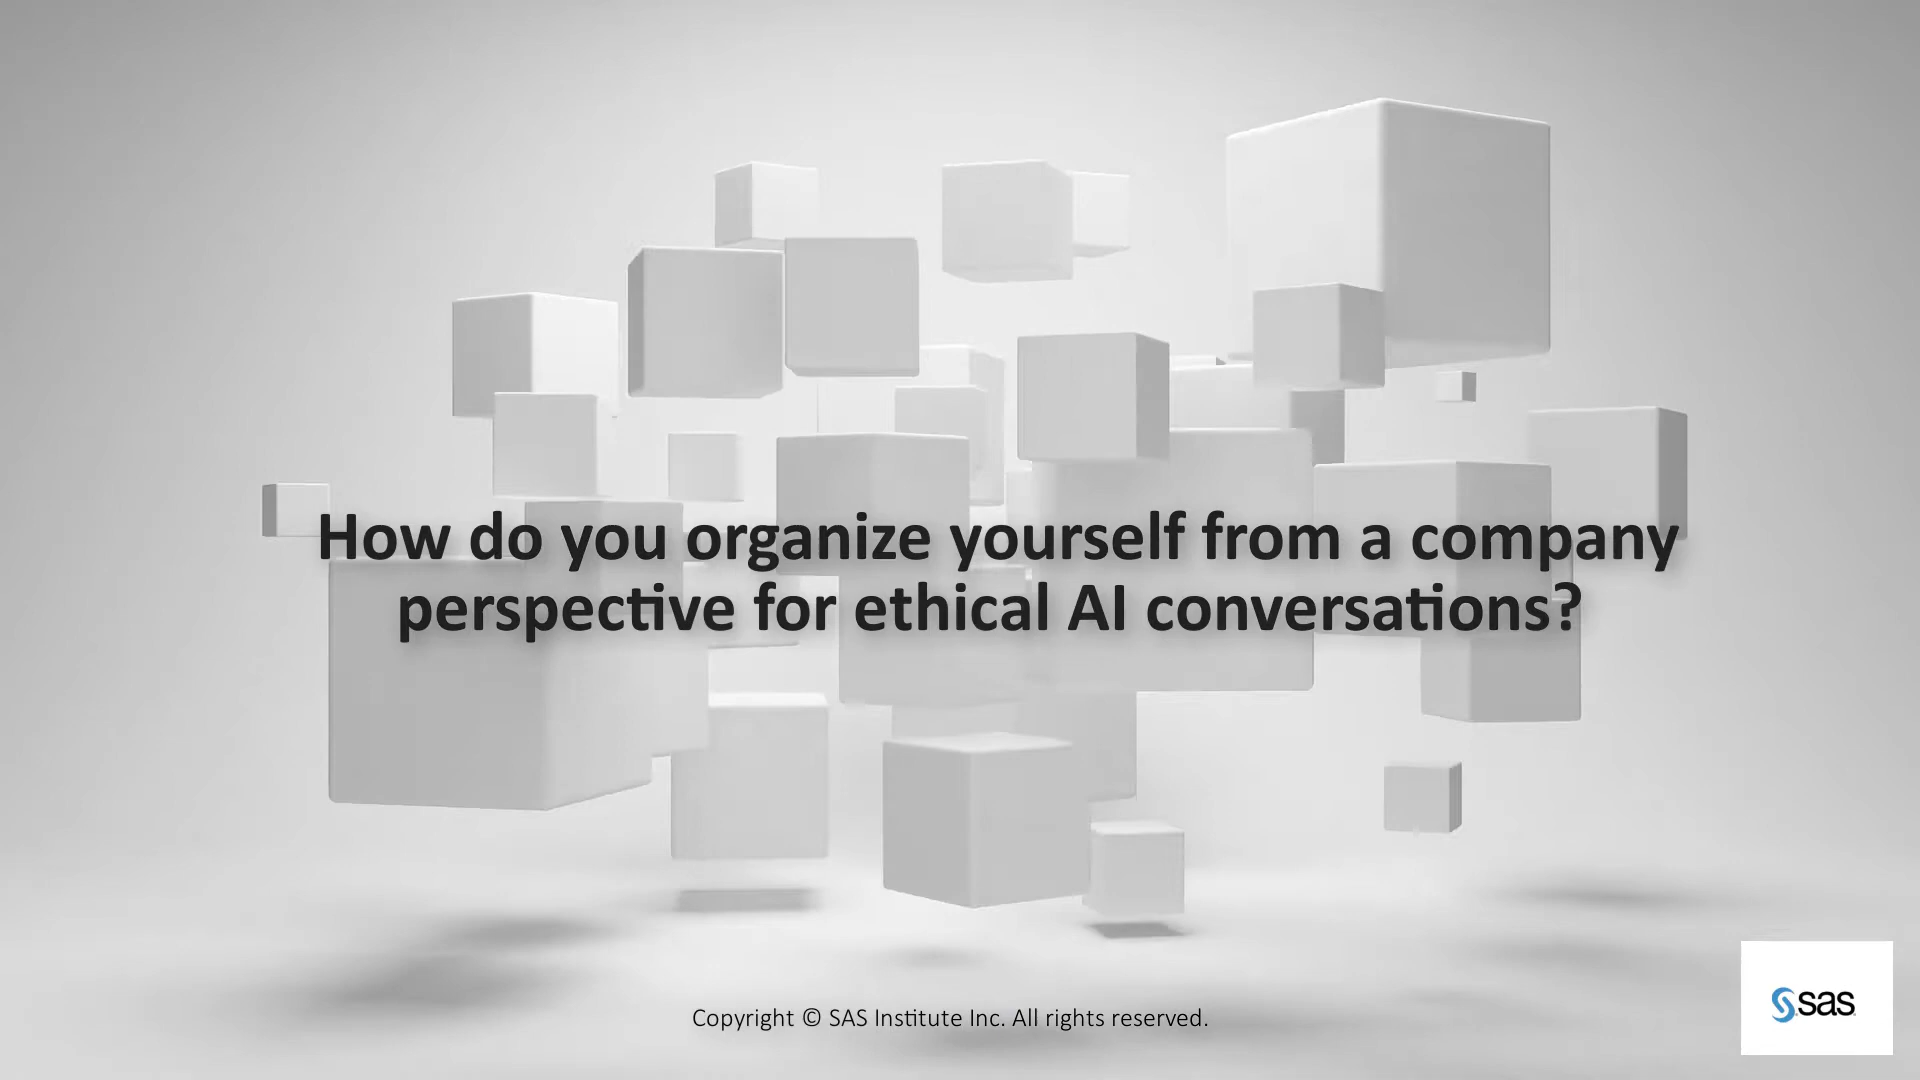 How do you organize yourself from a company
perspective for ethical AI conversations?
Copyright © SAS Institute Inc. All rights reserved.
sas